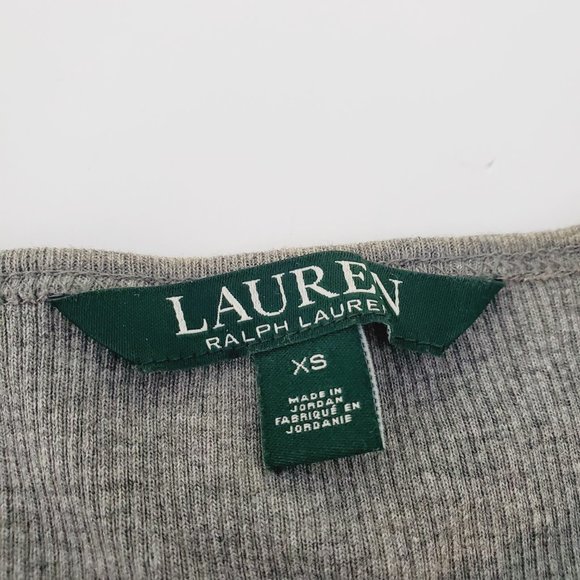 LAUREN
RALPH LAUREN
XS
MADE IN
JORDAN
FABRIQUÉ EN
JORDANIE